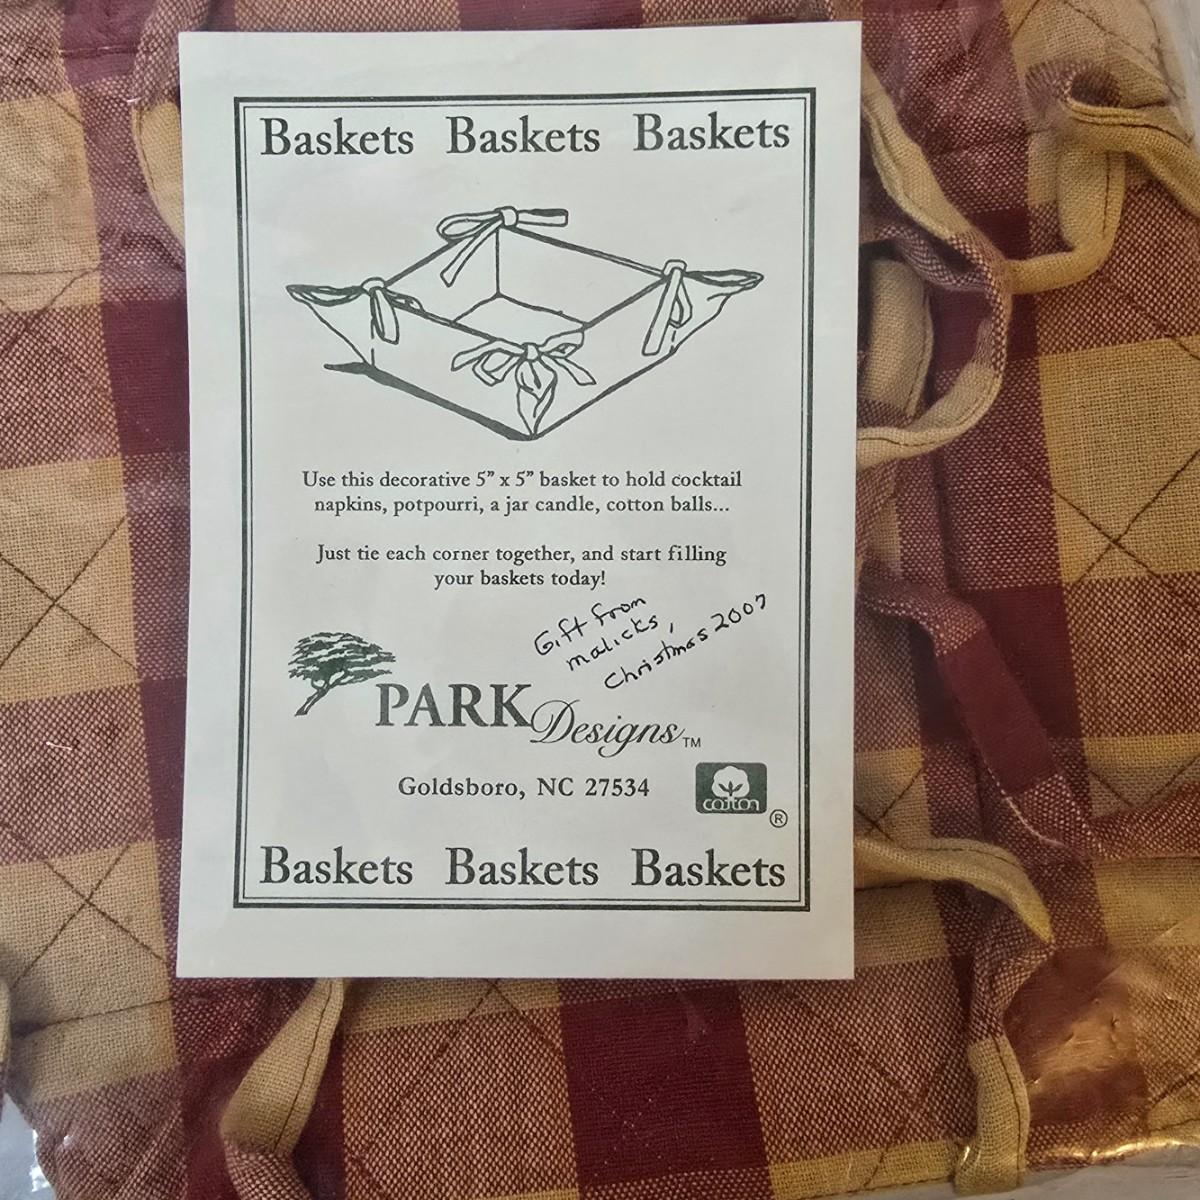 Baskets Baskets Baskets
Use this decorative 5” x 5” basket to hold cocktail
napkins, potpourri, a jar candle, cotton balls...
Just tie each corner together, and start filling
your baskets today!
Gift from
malicks,
Christmas 2007
PARK Designs™
Goldsboro, NC 27534
cotton ®
Baskets Baskets Baskets